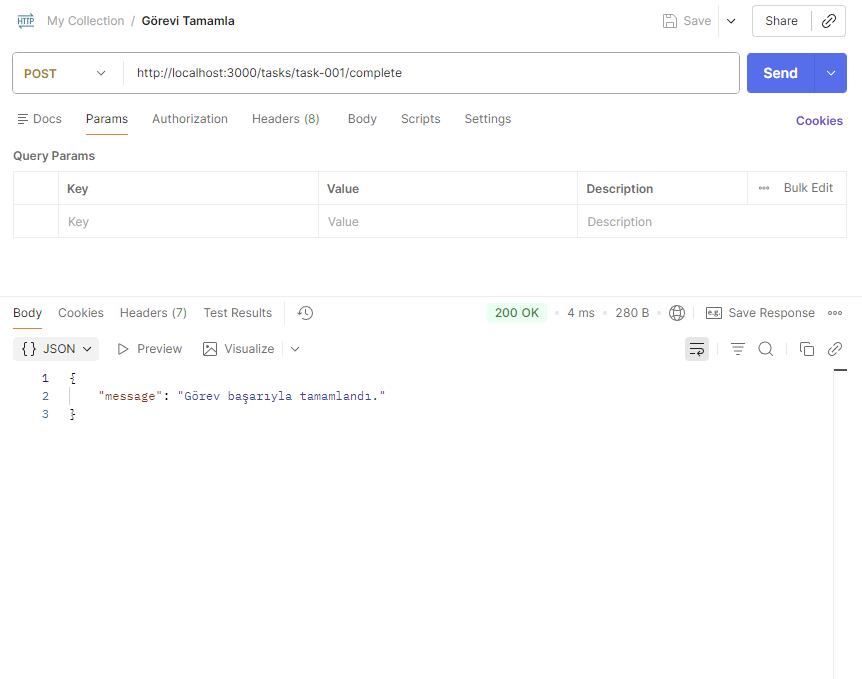 HTTP My Collection / Görevi Tamamla Save Share
POST http://localhost:3000/tasks/task-001/complete Send
Docs Params Authorization Headers (8) Body Scripts Settings Cookies
Query Params
Key Value Description Bulk Edit
Key Value Description
Body Cookies Headers (7) Test Results 200 OK • 4 ms • 280 B • e.g. Save Response
{} JSON Preview Visualize
1 {
2 "message": "Görev başarıyla tamamlandı."
3 }